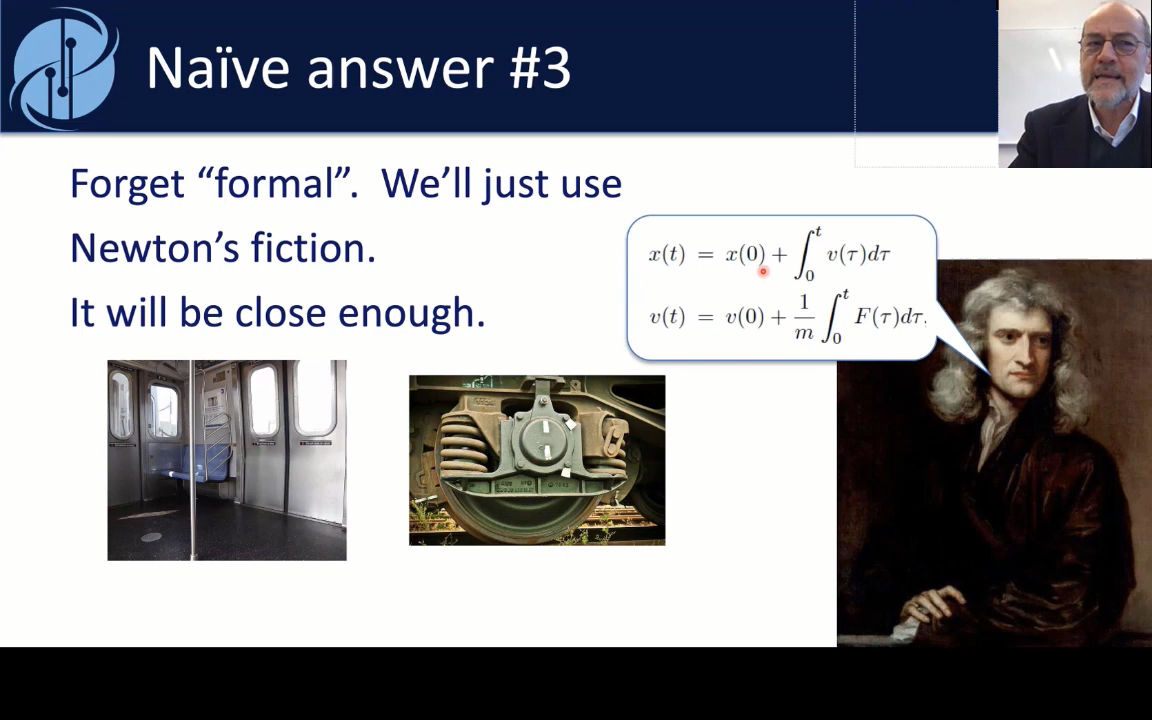 Naïve answer #3
Forget “formal”. We’ll just use
Newton’s fiction.
It will be close enough.
x(t) = x(0) + ∫₀ᵗ v(τ)dτ
v(t) = v(0) + 1/m ∫₀ᵗ F(τ)dτ.